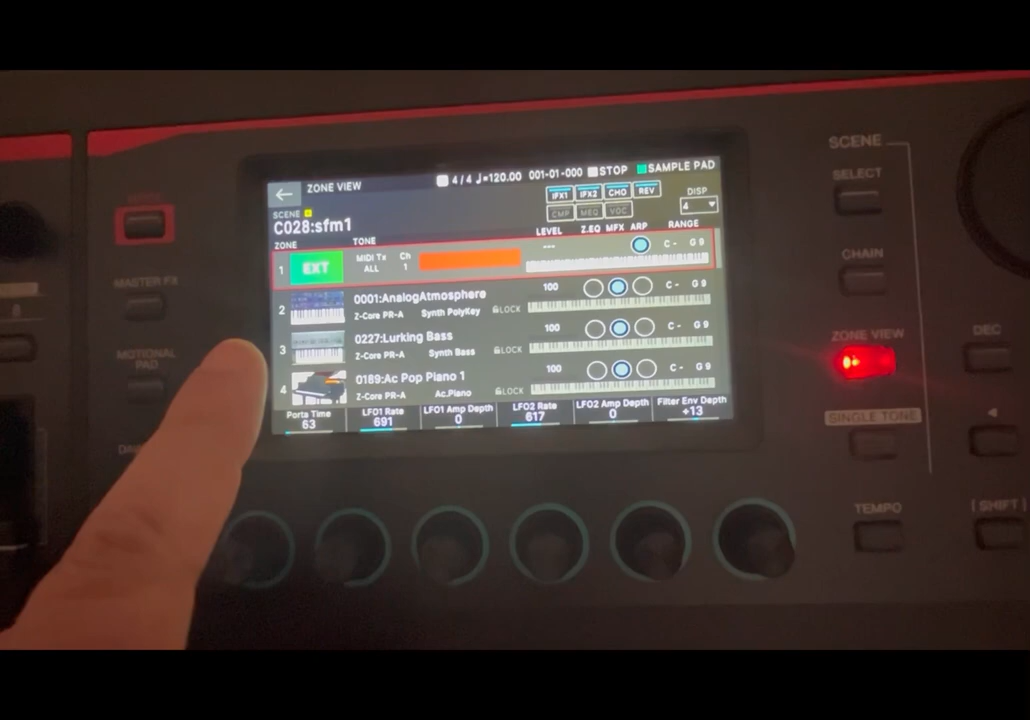 ZONE VIEW
4/4 ♩=120.00 001-01-000 STOP SAMPLE PAD
IFX1 IFX2 CHO REV
CMP MEQ VOC
DISP
4
SCENE
C028:sfm1
ZONE TONE LEVEL Z.EQ MFX ARP RANGE
1 EXT MIDI Tx ALL Ch 1 --- C - G 9
2 0001:AnalogAtmosphere 100 C - G 9
Z-Core PR-A Synth PolyKey LOCK
3 0227:Lurking Bass 100 C - G 9
Z-Core PR-A Synth Bass LOCK
4 0189:Ac Pop Piano 1 100 C - G 9
Z-Core PR-A Ac.Piano LOCK
Porta Time LFO1 Rate LFO1 Amp Depth LFO2 Rate LFO2 Amp Depth Filter Env Depth
63 691 0 617 0 +13
MASTER FX
MOTIONAL
PAD
SCENE
SELECT
CHAIN
ZONE VIEW
SINGLE TONE
TEMPO
DEC
[ SHIFT ]